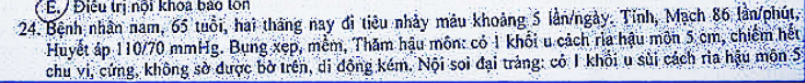 E. Điều trị nội khoa bảo tồn
24. Bệnh nhân nam, 65 tuổi, hai tháng nay đi tiêu nhầy máu khoảng 5 lần/ngày. Tỉnh, Mạch 86 lần/phút,
Huyết áp 110/70 mmHg. Bụng xẹp, mềm, Thăm hậu môn: có 1 khối u cách rìa hậu môn 5 cm, chiếm hết
chu vi, cứng, không sờ được bờ trên, di động kém. Nội soi đại tràng: có 1 khối u sùi cách rìa hậu môn 5